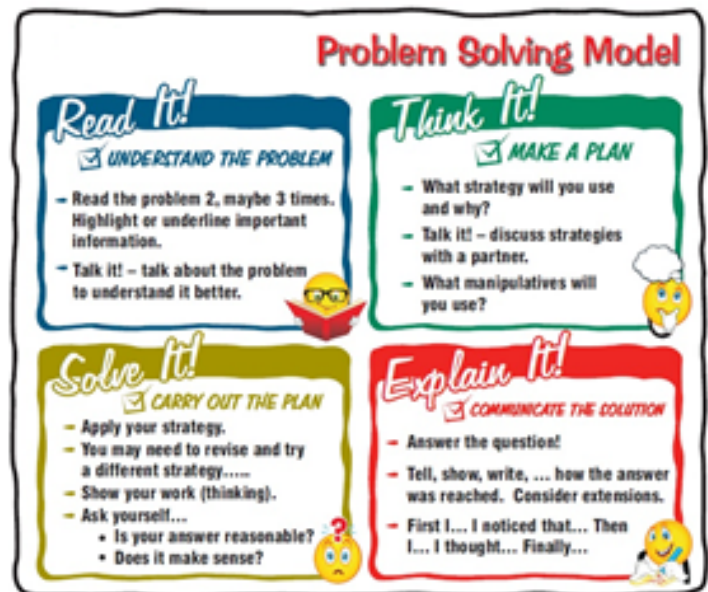 Problem Solving Model
Read It!
UNDERSTAND THE PROBLEM
Read the problem 2, maybe 3 times.
Highlight or underline important
information.
Talk it! – talk about the problem
to understand it better.
Think It!
MAKE A PLAN
What strategy will you use
and why?
Talk it! – discuss strategies
with a partner.
What manipulatives will
you use?
Solve It!
CARRY OUT THE PLAN
Apply your strategy.
You may need to revise and try
a different strategy.....
Show your work (thinking).
Ask yourself...
• Is your answer reasonable?
• Does it make sense?
?
Explain It!
COMMUNICATE THE SOLUTION
Answer the question!
Tell, show, write, ... how the answer
was reached. Consider extensions.
First I... I noticed that... Then
I... I thought... Finally...